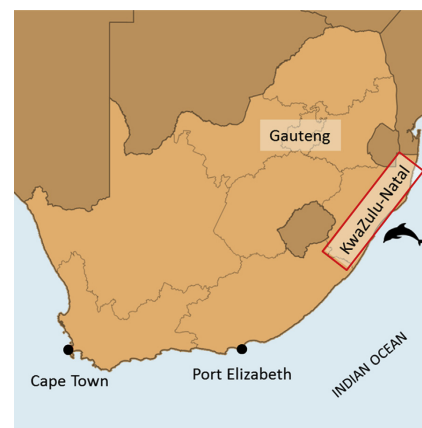 Gauteng
KwaZulu-Natal
Cape Town
Port Elizabeth
INDIAN OCEAN